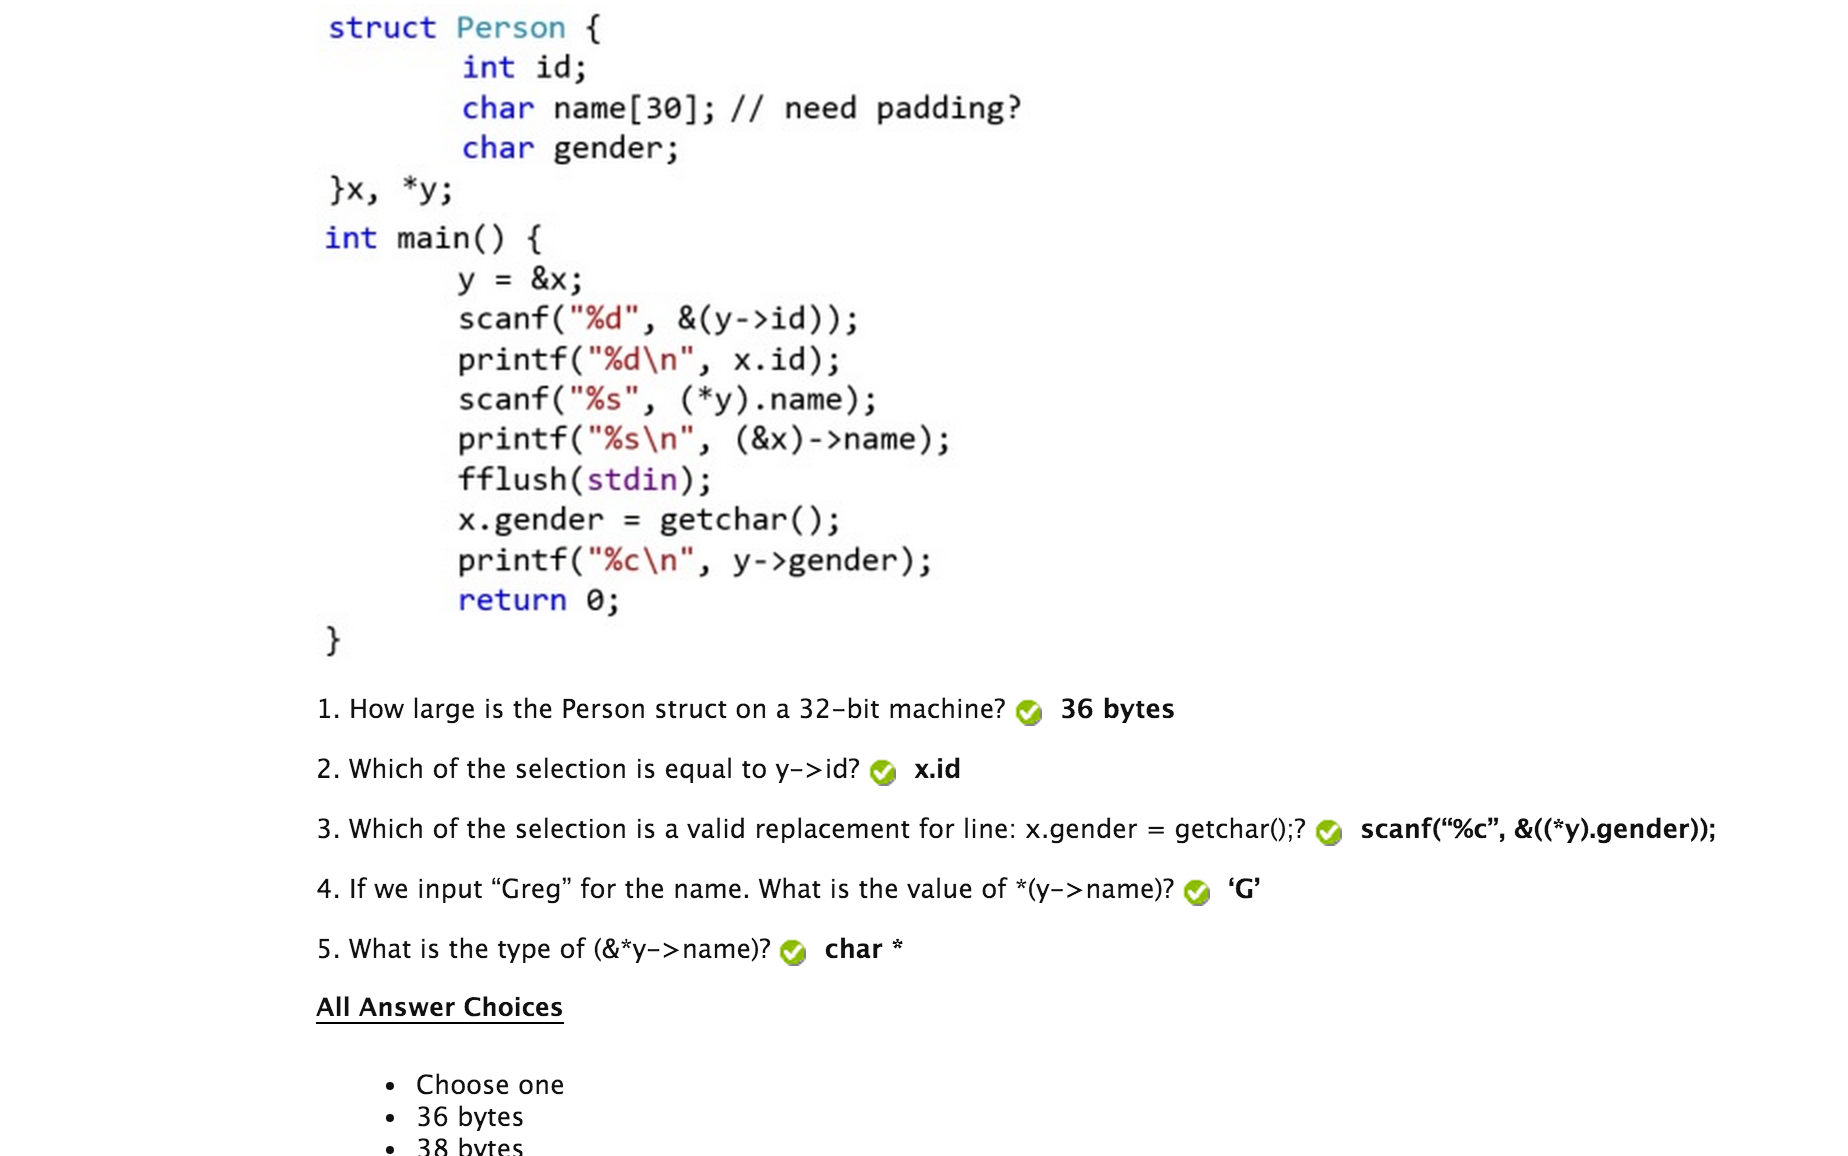 struct Person {
int id;
char name[30]; // need padding?
char gender;
}x, *y;
int main() {
y = &x;
scanf("%d", &(y->id));
printf("%d\n", x.id);
scanf("%s", (*y).name);
printf("%s\n", (&x)->name);
fflush(stdin);
x.gender = getchar();
printf("%c\n", y->gender);
return 0;
}
1. How large is the Person struct on a 32-bit machine? 36 bytes
2. Which of the selection is equal to y->id? x.id
3. Which of the selection is a valid replacement for line: x.gender = getchar();? scanf(“%c”, &((*y).gender));
4. If we input “Greg” for the name. What is the value of *(y->name)? ‘G’
5. What is the type of (&*y->name)? char *
All Answer Choices
• Choose one
• 36 bytes
• 38 bytes